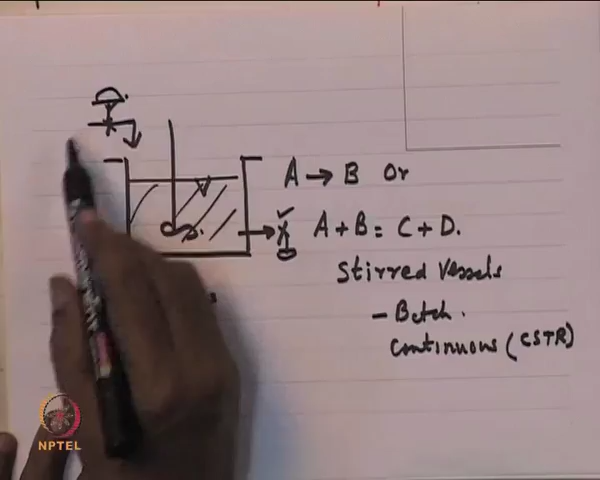 A → B Or
A + B = C + D.
Stirred Vessels
- Batch.
Continuous (CSTR)
NPTEL